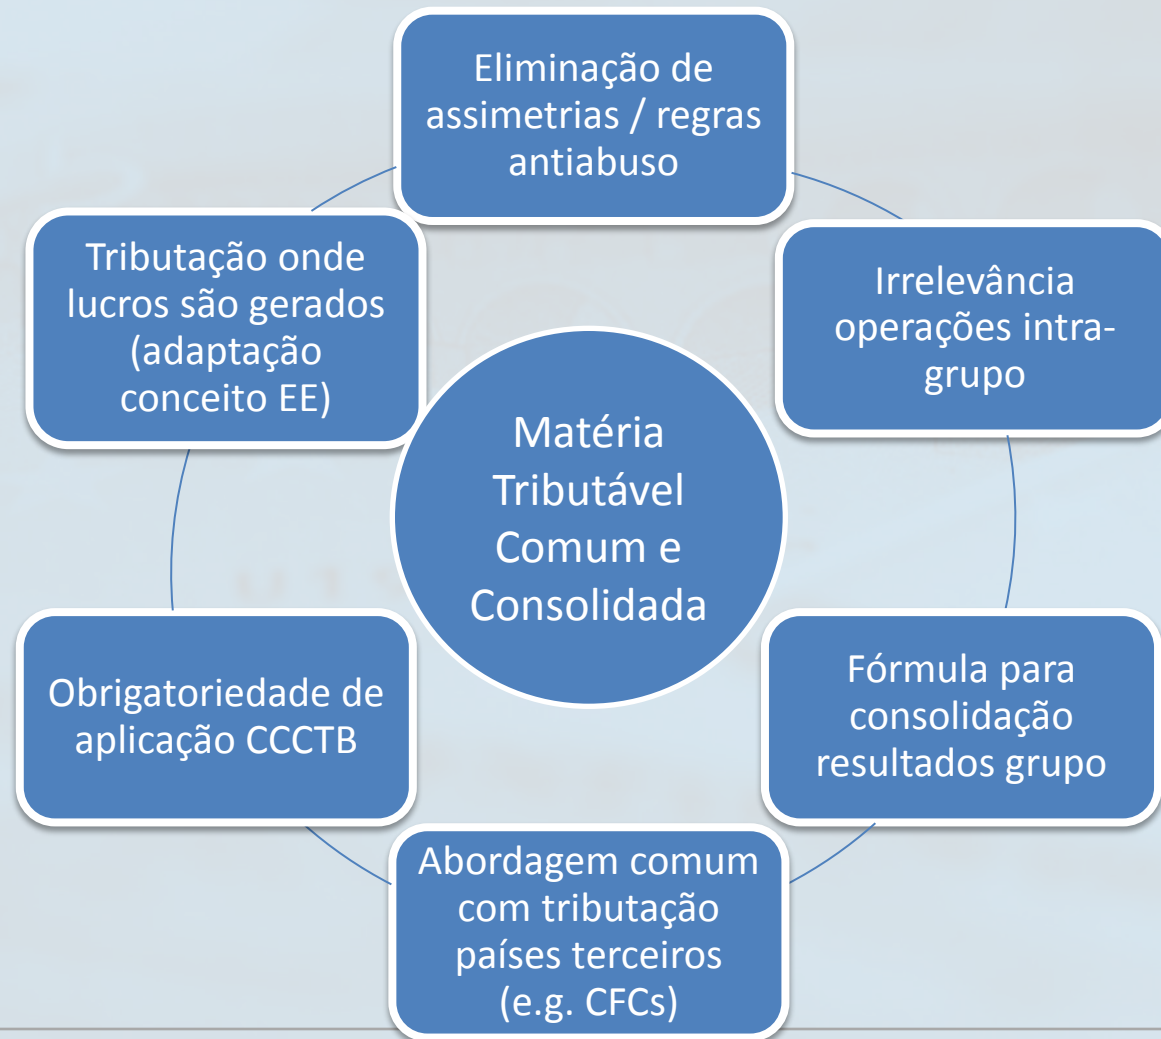 Eliminação de
assimetrias / regras
antiabuso
Irrelevância
operações intra-
grupo
Fórmula para
consolidação
resultados grupo
Abordagem comum
com tributação
países terceiros
(e.g. CFCs)
Obrigatoriedade de
aplicação CCCTB
Tributação onde
lucros são gerados
(adaptação
conceito EE)
Matéria
Tributável
Comum e
Consolidada